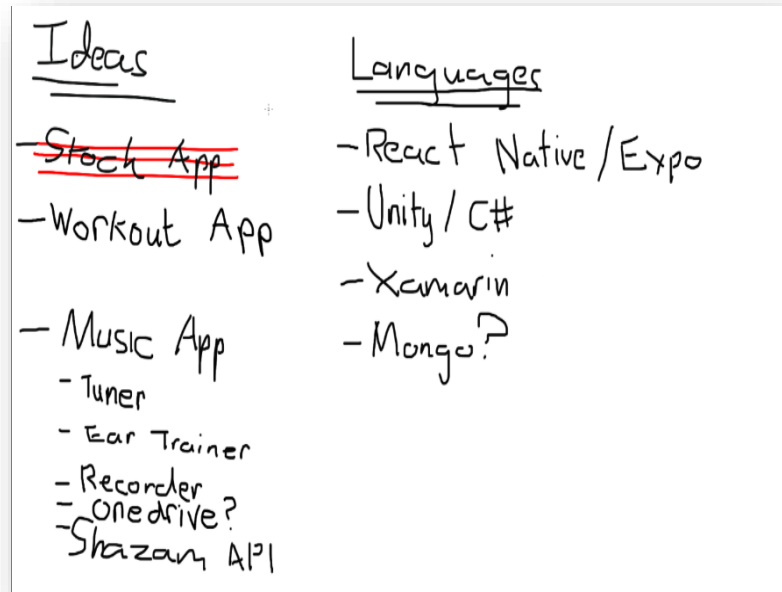 Ideas
- Stock App
- Workout App
- Music App
- Tuner
- Ear Trainer
- Recorder
- onedrive?
- Shazam API
Languages
- React Native / Expo
- Unity / C#
- Xamarin
- Mongo?